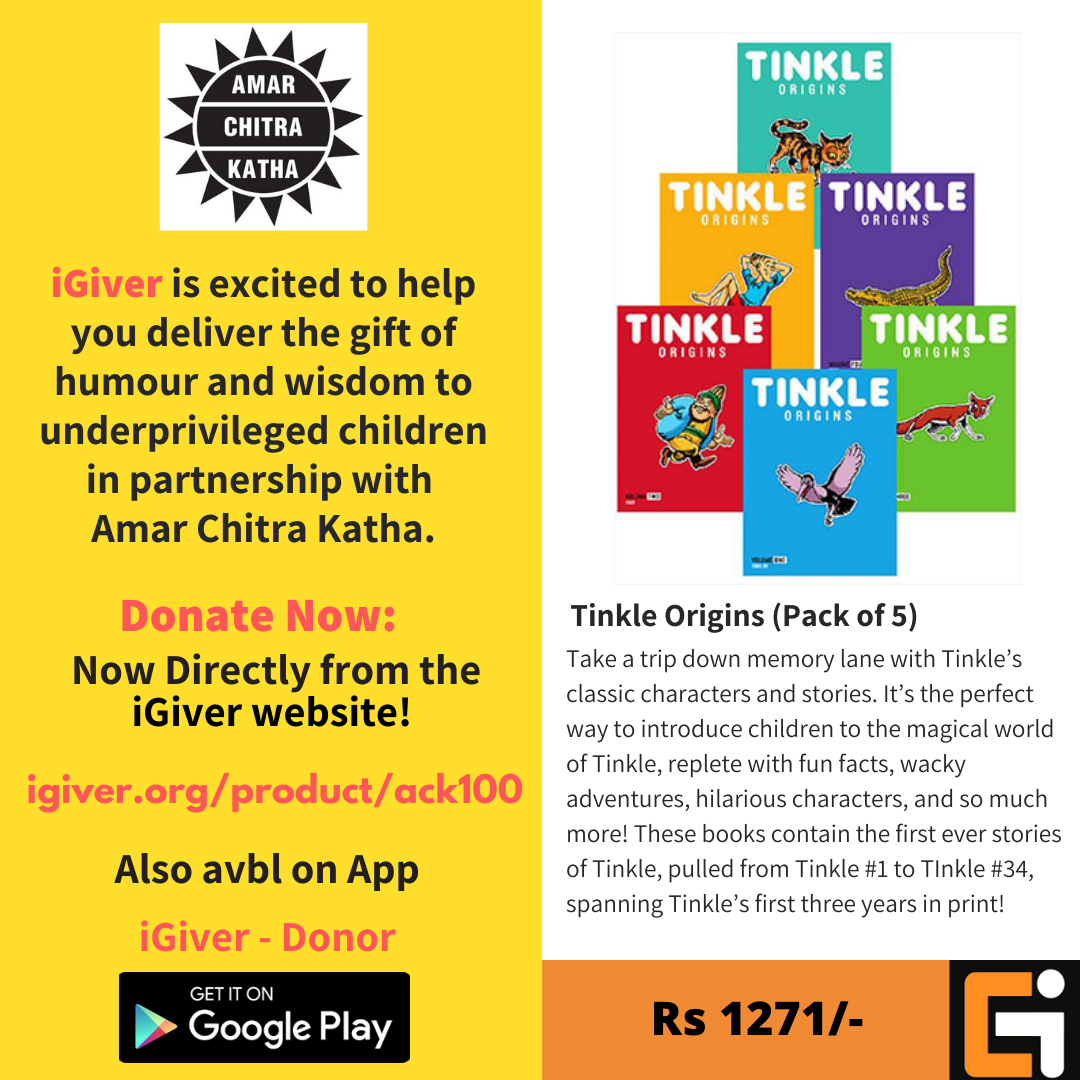 AMAR
CHITRA
KATHA
iGiver is excited to help
you deliver the gift of
humour and wisdom to
underprivileged children
in partnership with
Amar Chitra Katha.
Donate Now:
Now Directly from the
iGiver website!
igiver.org/product/ack100
Also avbl on App
iGiver - Donor
GET IT ON
Google Play
TINKLE
ORIGINS
TINKLE
ORIGINS
TINKLE
ORIGINS
TINKLE
ORIGINS
VOLUME TWO
TINKLE
ORIGINS
TINKLE
ORIGINS
VOLUME ONE
Tinkle Origins (Pack of 5)
Take a trip down memory lane with Tinkle’s
classic characters and stories. It’s the perfect
way to introduce children to the magical world
of Tinkle, replete with fun facts, wacky
adventures, hilarious characters, and so much
more! These books contain the first ever stories
of Tinkle, pulled from Tinkle #1 to TInkle #34,
spanning Tinkle’s first three years in print!
Rs 1271/-